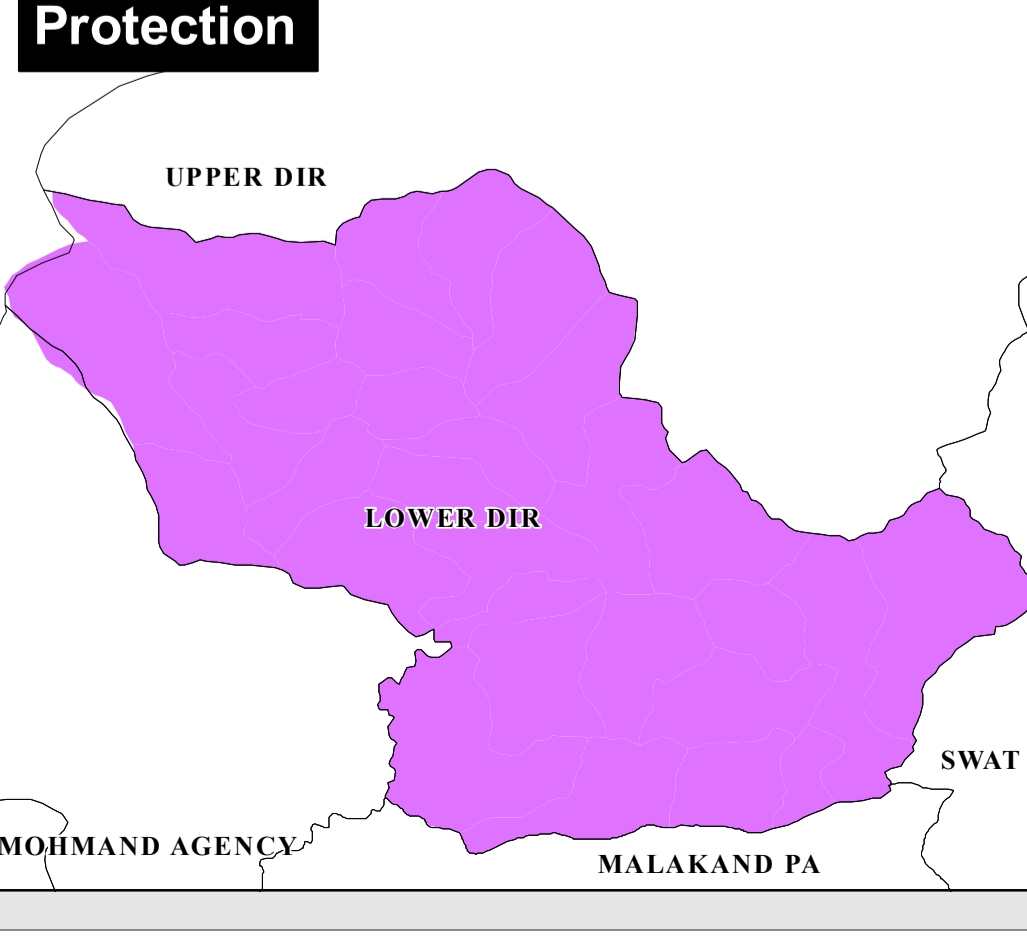 Protection
UPPER DIR
LOWER DIR
SWAT
MOHMAND AGENCY
MALAKAND PA